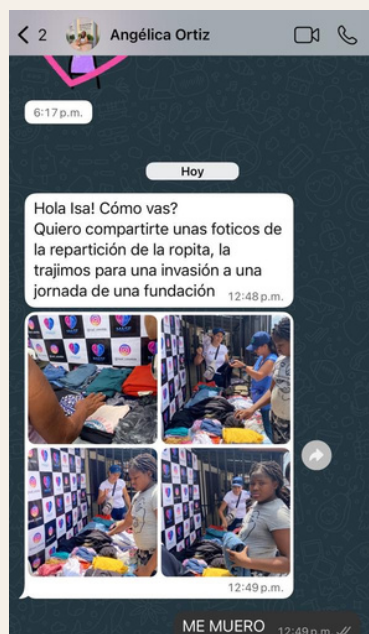 2
Angélica Ortiz
6:17 p.m.
Hoy
Hola Isa! Cómo vas?
Quiero compartirte unas foticos de
la repartición de la ropita, la
trajimos para una invasión a una
jornada de una fundación
12:48 p.m.
12:49 p.m.
ME MUERO
12:49 p.m.